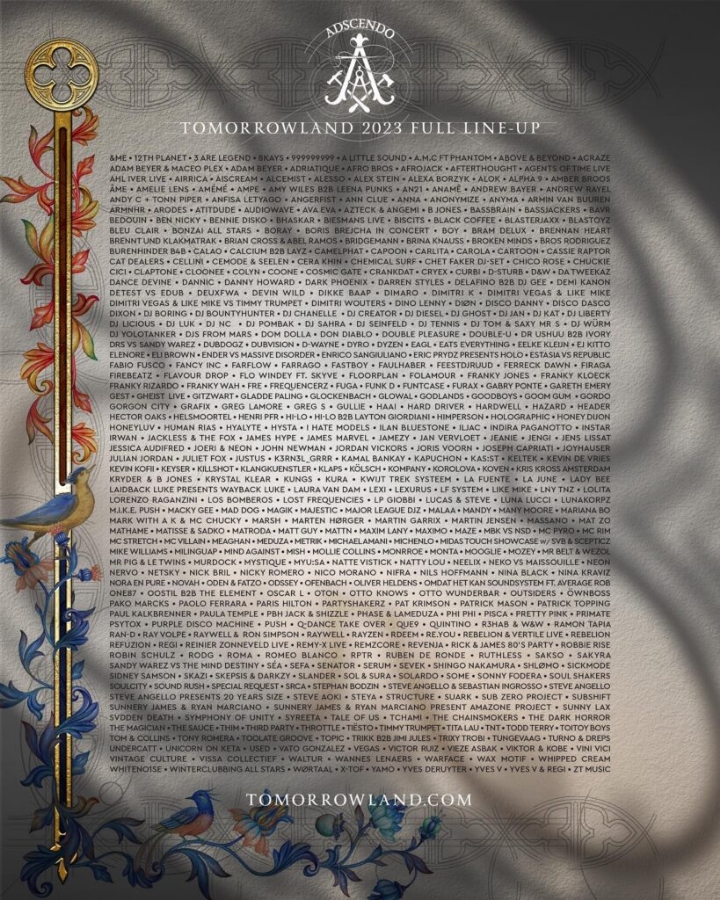 ADSCENDO
TOMORROWLAND 2023 FULL LINE-UP
&ME • 12TH PLANET • 3 ARE LEGEND • 8KAYS • 999999999 • A LITTLE SOUND • A.M.C FT PHANTOM • ABOVE & BEYOND • ACRAZE
ADAM BEYER & MACEO PLEX • ADAM BEYER • ADRIATIQUE • AFRO BROS • AFROJACK • AFTERTHOUGHT • AGENTS OF TIME LIVE
AHL IVER LIVE • AIRRICA • AISCREAM • ALCEMIST • ALESSO • ALEX STEIN • ALEXA BORZYK • ALOK • ALPHA 9 • AMBER BROOS
ÂME • AMELIE LENS • AMÉMÉ • AMPE • AMY WILES B2B LEENA PUNKS • AN21 • ANAMĒ • ANDREW BAYER • ANDREW RAYEL
ANDY C + TONN PIPER • ANFISA LETYAGO • ANGERFIST • ANN CLUE • ANNA • ANONYMIZE • ANYMA • ARMIN VAN BUUREN
ARMNHR • ARODES • ATITDUDE • AUDIOWAVE • AVA EVA • AZTECK & ANGEMI • B JONES • BASSBRAIN • BASSJACKERS • BAVR
BEDOUIN • BEN NICKY • BENNIE DISKO • BHASKAR • BIESMANS LIVE • BISCITS • BLACK COFFEE • BLASTERJAXX • BLASTOYZ
BLEU CLAIR • BONZAI ALL STARS • BORAY • BORIS BREJCHA IN CONCERT • BOY • BRAM DELUX • BRENNAN HEART
BRENNT UND KLAKMATRAK • BRIAN CROSS & ABEL RAMOS • BRIDGEMANN • BRINA KNAUSS • BROKEN MINDS • BROS RODRIGUEZ
BURENHINDER B4B • CALAO • CALCIUM B2B LAYZ • CAMELPHAT • CAPOON • CARLITA • CAROLA • CARTOON • CASSIE RAPTOR
CAT DEALERS • CELLINI • CEMODE & SEELEN • CERA KHIN • CHEMICAL SURF • CHET FAKER DJ-SET • CHICO ROSE • CHUCKIE
CICI • CLAPTONE • CLOONEE • COLYN • COONE • COSMIC GATE • CRANKDAT • CRYEX • CURBI • D-STURB • D&W • DA TWEEKAZ
DANCE DEVINE • DANNIC • DANNY HOWARD • DARK PHOENIX • DARREN STYLES • DELAFINO B2B DJ GEE • DEMI KANON
DETEST VS EDUB • DEUXFWA • DEVIN WILD • DIKKE BAAP • DIMARO • DIMITRI K • DIMITRI VEGAS & LIKE MIKE
DIMITRI VEGAS & LIKE MIKE VS TIMMY TRUMPET • DIMITRI WOUTERS • DINO LENNY • DIØN • DISCO DANNY • DISCO DASCO
DIXON • DJ BORING • DJ BOUNTYHUNTER • DJ CHANELLE • DJ CREATOR • DJ DIESEL • DJ GHOST • DJ JAN • DJ KAT • DJ LIBERTY
DJ LICIOUS • DJ LUK • DJ NC • DJ POMBAK • DJ SAHRA • DJ SEINFELD • DJ TENNIS • DJ TOM & SAXY MR S • DJ WÜRM
DJ YOLOTANKER • DJS FROM MARS • DOM DOLLA • DON DIABLO • DOUBLE PLEASURE • DOUBLE-U • DR USHUU B2B IVORY
DRS VS SANDY WAREZ • DUBDOGZ • DUBVISION • D-WAYNE • DYRO • DYZEN • EAGL • EATS EVERYTHING • EELKE KLEIJN • EJ KITTO
ELENORE • ELI BROWN • ENDER VS MASSIVE DISORDER • ENRICO SANGIULIANO • ERIC PRYDZ PRESENTS HOLO • ESTASIA VS REPUBLIC
FABIO FUSCO • FANCY INC • FARFLOW • FARRAGO • FASTBOY • FAULHABER • FEESTDJRUUD • FERRECK DAWN • FIRAGA
FIREBEATZ • FLAVOUR DROP • FLO WINDEY FT. SKYVE • FLOORPLAN • FOLAMOUR • FRANKY JONES • FRANKY KLOECK
FRANKY RIZARDO • FRANKY WAH • FRE • FREQUENCERZ • FUGA • FUNK D • FUNTCASE • FURAX • GABRY PONTE • GARETH EMERY
GEST • GHEIST LIVE • GITZWART • GLADDE PALING • GLOCKENBACH • GLOWAL • GODLANDS • GOODBOYS • GOOM GUM • GORDO
GORGON CITY • GRAFIX • GREG LAMORE • GREG S • GULLIE • HAAI • HARD DRIVER • HARDWELL • HAZARD • HEADER
HECTOR OAKS • HELSMOORTEL • HENRI PFR • HI-LO • HI-LO B2B LAYTON GIORDIANI • HIMPERSON • HOLOGRAPHIC • HONEY DIJON
HONEYLUV • HUMAN RIAS • HYALYTE • HYSTA • I HATE MODELS • ILAN BLUESTONE • ILJAC • INDIRA PAGANOTTO • INSTAR
IRWAN • JACKLESS & THE FOX • JAMES HYPE • JAMES MARVEL • JAMEZY • JAN VERVLOET • JEANIE • JENGI • JENS LISSAT
JESSICA AUDIFFRED • JOERI & NEON • JOHN NEWMAN • JORDAN VICKORS • JORIS VOORN • JOSEPH CAPRIATI • JOYHAUSER
JULIAN JORDAN • JULIET FOX • JUSTUS • K3RN3L_GRRR • KAMAL BANKAY • KAPUCHON • KAS:ST • KELTEK • KEVIN DE VRIES
KEVIN KOFII • KEYSER • KILLSHOT • KLANGKUENSTLER • KLAPS • KÖLSCH • KOMPANY • KOROLOVA • KOVEN • KRIS KROSS AMSTERDAM
KRYDER & B JONES • KRYSTAL KLEAR • KUNGS • KURA • KWIJT TREK SYSTEEM • LA FUENTE • LA JUNE • LADY BEE
LAIDBACK LUKE PRESENTS WAYBACK LUKE • LAURA VAN DAM • LEXI • LEXURUS • LF SYSTEM • LIKE MIKE • LNY TNZ • LOLITA
LORENZO RAGANZINI • LOS BOMBEROS • LOST FREQUENCIES • LP GIOBBI • LUCAS & STEVE • LUNA LUCCI • LUNAKORPZ
M.I.K.E. PUSH • MACKY GEE • MAD DOG • MAGIK • MAJESTIC • MAJOR LEAGUE DJZ • MALAA • MANDY • MANY MOORE • MARIANA BO
MARK WITH A K & MC CHUCKY • MARSH • MARTEN HØRGER • MARTIN GARRIX • MARTIN JENSEN • MASSANO • MAT ZO
MATHAME • MATISSE & SADKO • MATRODA • MATT GUY • MATTN • MAXIM LANY • MAXIMO • MAZE • MBK VS NSD • MC PYRO • MC RIM
MC STRETCH • MC VILLAIN • MEAGHAN • MEDUZA • METRIK • MICHAEL AMANI • MICHENLO • MIDAS TOUCH SHOWCASE w/ SVB & SCEPTICZ
MIKE WILLIAMS • MILINGUAP • MIND AGAINST • MISH • MOLLIE COLLINS • MONRROE • MONTA • MOOGLIE • MOZEY • MR BELT & WEZOL
MR PIG & LE TWINS • MURDOCK • MYSTIQUE • MYUSA • NATTE VISSTICK • NATTY LOU • NEELIX • NEKO VS MAISSOUILLE • NEON
NERVO • NETSKY • NICK BRIL • NICKY ROMERO • NICO MORANO • NIFRA • NILS HOFFMANN • NINA BLACK • NINA KRAVIZ
NORA EN PURE • NOVAH • ODEN & FATZO • ODSSEY • OFENBACH • OLIVER HELDENS • OMDAT HET KAN SOUNDSYSTEM FT. AVERAGE ROB
ONE87 • OOSTIL B2B THE ELEMENT • OSCAR L • OTON • OTTO KNOWS • OTTO WUNDERBAR • OUTSIDERS • ÖWNBOSS
PAKO MARCKS • PAOLO FERRARA • PARIS HILTON • PARTYSHAKERZ • PAT KRIMSON • PATRICK MASON • PATRICK TOPPING
PAUL KALKBRENNER • PAULA TEMPLE • PBH JACK & SHIZZLE • PHASE & LAMEDUZA • PHI PHI • PISCA • PRETTY PINK • PRIMATE
PSYTOX • PURPLE DISCO MACHINE • PUSH • Q-DANCE TAKE OVER • QUE9 • QUINTINO • R3HAB & W&W • RAMON TAPIA
RAN-D • RAY VOLPE • RAYWELL & RON SIMPSON • RAYWELL • RAYZEN • RDEEM • RE.YOU • REBELION & VERTILE LIVE • REBELION
REFUZION • REGI • REINIER ZONNEVELD LIVE • REMY-X LIVE • REMZCORE • REVENJA • RICK & JAMES 80'S PARTY • ROBBIE RISE
ROBIN SCHULZ • RODG • ROMA • ROMEO BLANCO • RPTR • RUBEN DE RONDE • RUTHLESS • SAKSO • SAKYRA
SANDY WAREZ VS THE MIND DESTINY • SÉA • SEFA • SENATOR • SERUM • SEVEK • SHINGO NAKAMURA • SHLØMO • SICKMODE
SIDNEY SAMSON • SKAZI • SKEPSIS & DARKZY • SLANDER • SOL & SURA • SOLARDO • SOME • SONNY FODERA • SOUL SHAKERS
SOULCITY • SOUND RUSH • SPECIAL REQUEST • SRCA • STEPHAN BODZIN • STEVE ANGELLO & SEBASTIAN INGROSSO • STEVE ANGELLO
STEVE ANGELLO PRESENTS 20 YEARS SIZE • STEVE AOKI • STEYA • STRUCTURE • SUARK • SUB ZERO PROJECT • SUBSHIFT
SUNNERY JAMES & RYAN MARCIANO • SUNNERY JAMES & RYAN MARCIANO PRESENT AMAZONE PROJECT • SUNNY LAX
SVDDEN DEATH • SYMPHONY OF UNITY • SYREETA • TALE OF US • TCHAMI • THE CHAINSMOKERS • THE DARK HORROR
THE MAGICIAN • THE SAUCE • THIM • THIRD PARTY • THROTTLE • TIËSTO • TIMMY TRUMPET • TITA LAU • TNT • TODD TERRY • TOITOY BOYS
TOM & COLLINS • TONY ROMERA • TOOLATE GROOVE • TOPIC • TRIKK B2B JIMI JULES • TRIXY TROBI • TUNGEVAAG • TURNO & DREPS
UNDERCATT • UNICORN ON KETA • USED • VATO GONZALEZ • VEGAS • VICTOR RUIZ • VIEZE ASBAK • VIKTOR & KOBE • VINI VICI
VINTAGE CULTURE • VISSA COLLECTIEF • WALTUR • WANNES LENAERS • WARFACE • WAX MOTIF • WHIPPED CREAM
WHITENO1SE • WINTERCLUBBING ALL STARS • WØRTAAL • X-TOF • YAMO • YVES DERUYTER • YVES V • YVES V & REGI • ZT MUSIC
TOMORROWLAND.COM